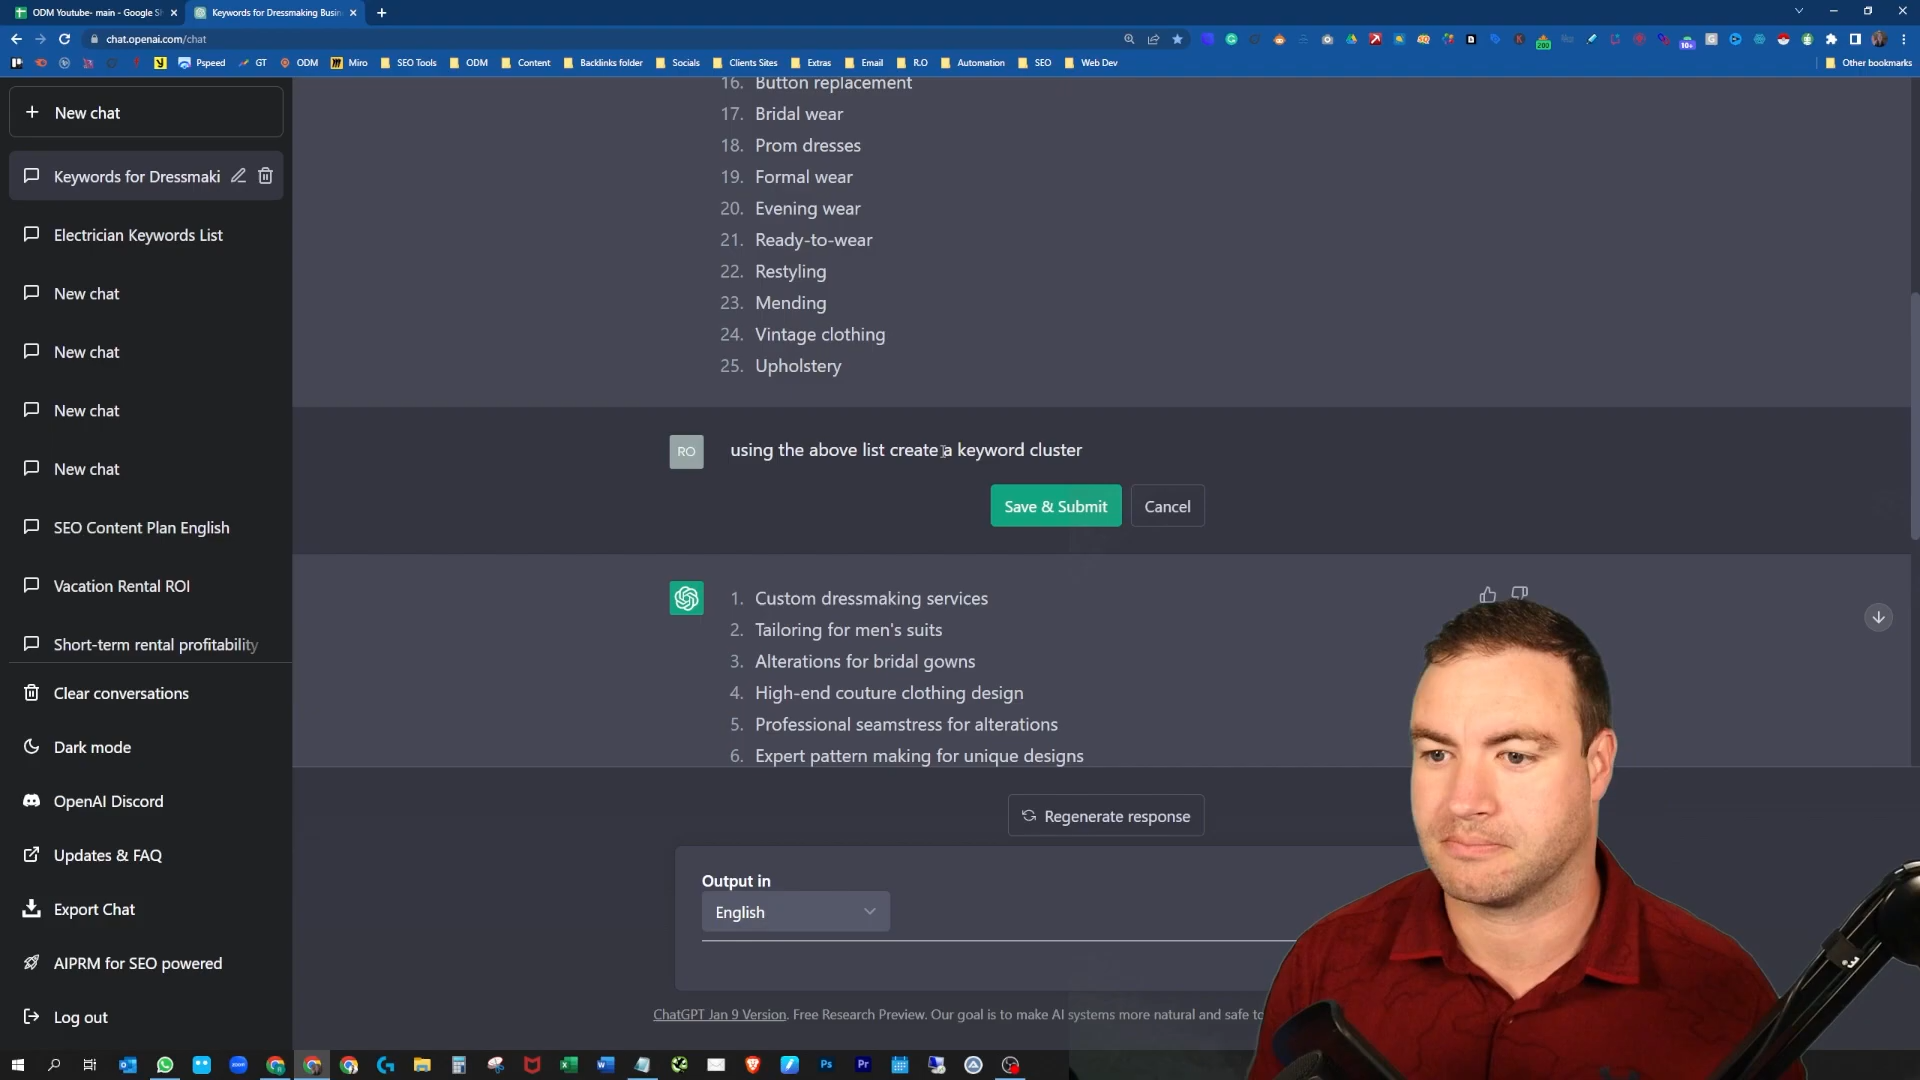 ODM Youtube- main - Google Sh
Keywords for Dressmaking Busin
chat.openai.com/chat
Pspeed
GT
ODM
Miro
SEO Tools
ODM
Content
Backlinks folder
Socials
Clients Sites
Extras
Email
R.O
Automation
SEO
Web Dev
Other bookmarks
New chat
Keywords for Dressmaki
Electrician Keywords List
New chat
New chat
New chat
New chat
SEO Content Plan English
Vacation Rental ROI
Short-term rental profitability
Clear conversations
Dark mode
OpenAI Discord
Updates & FAQ
Export Chat
AIPRM for SEO powered
Log out
16. Button replacement
17. Bridal wear
18. Prom dresses
19. Formal wear
20. Evening wear
21. Ready-to-wear
22. Restyling
23. Mending
24. Vintage clothing
25. Upholstery
RO
using the above list create a keyword cluster
Save & Submit
Cancel
1. Custom dressmaking services
2. Tailoring for men's suits
3. Alterations for bridal gowns
4. High-end couture clothing design
5. Professional seamstress for alterations
6. Expert pattern making for unique designs
Regenerate response
Output in
English
ChatGPT Jan 9 Version. Free Research Preview. Our goal is to make AI systems more natural and safe to